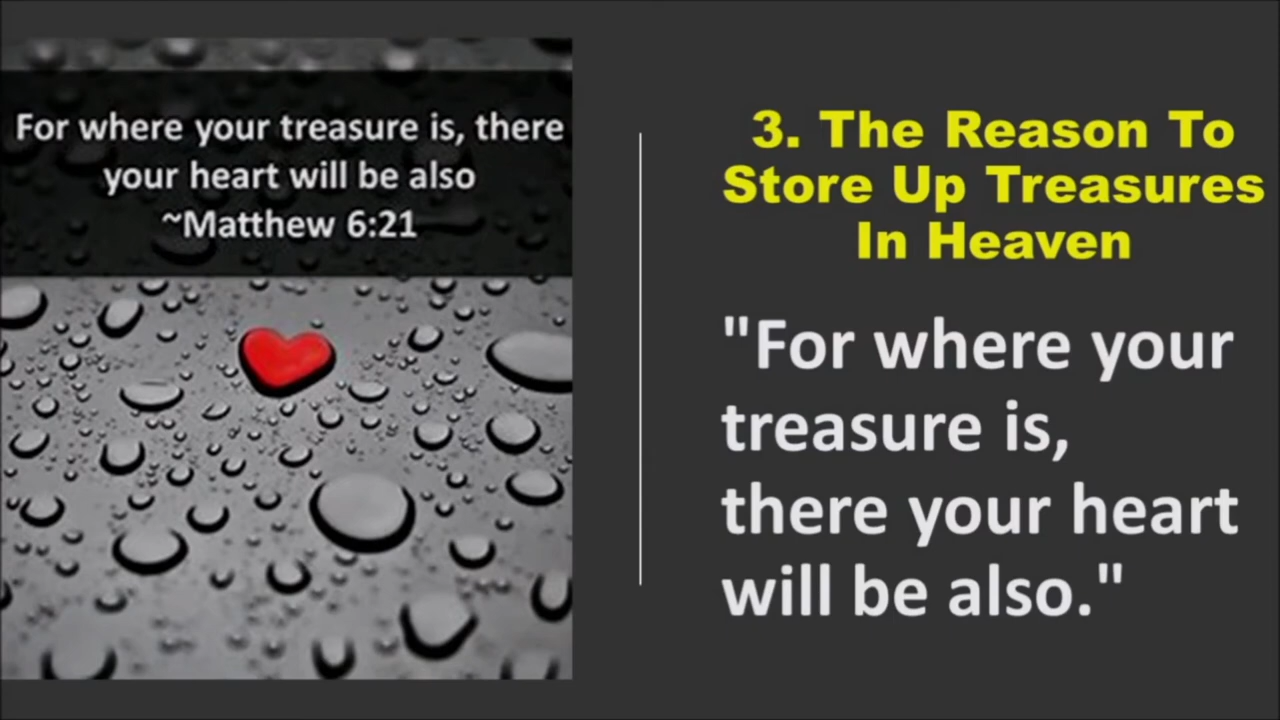 For where your treasure is, there
your heart will be also
~Matthew 6:21
3. The Reason To
Store Up Treasures
In Heaven
"For where your
treasure is,
there your heart
will be also."